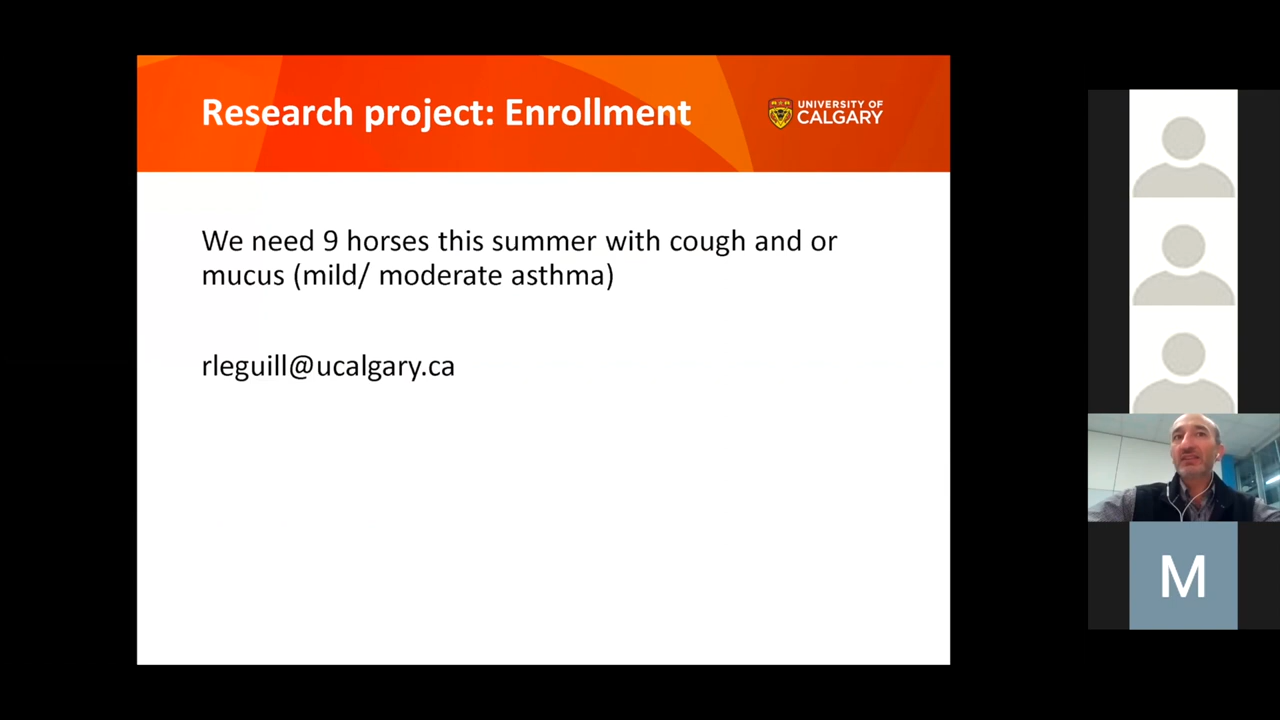 Research project: Enrollment
UNIVERSITY OF
CALGARY
We need 9 horses this summer with cough and or
mucus (mild/ moderate asthma)
rleguill@ucalgary.ca
M